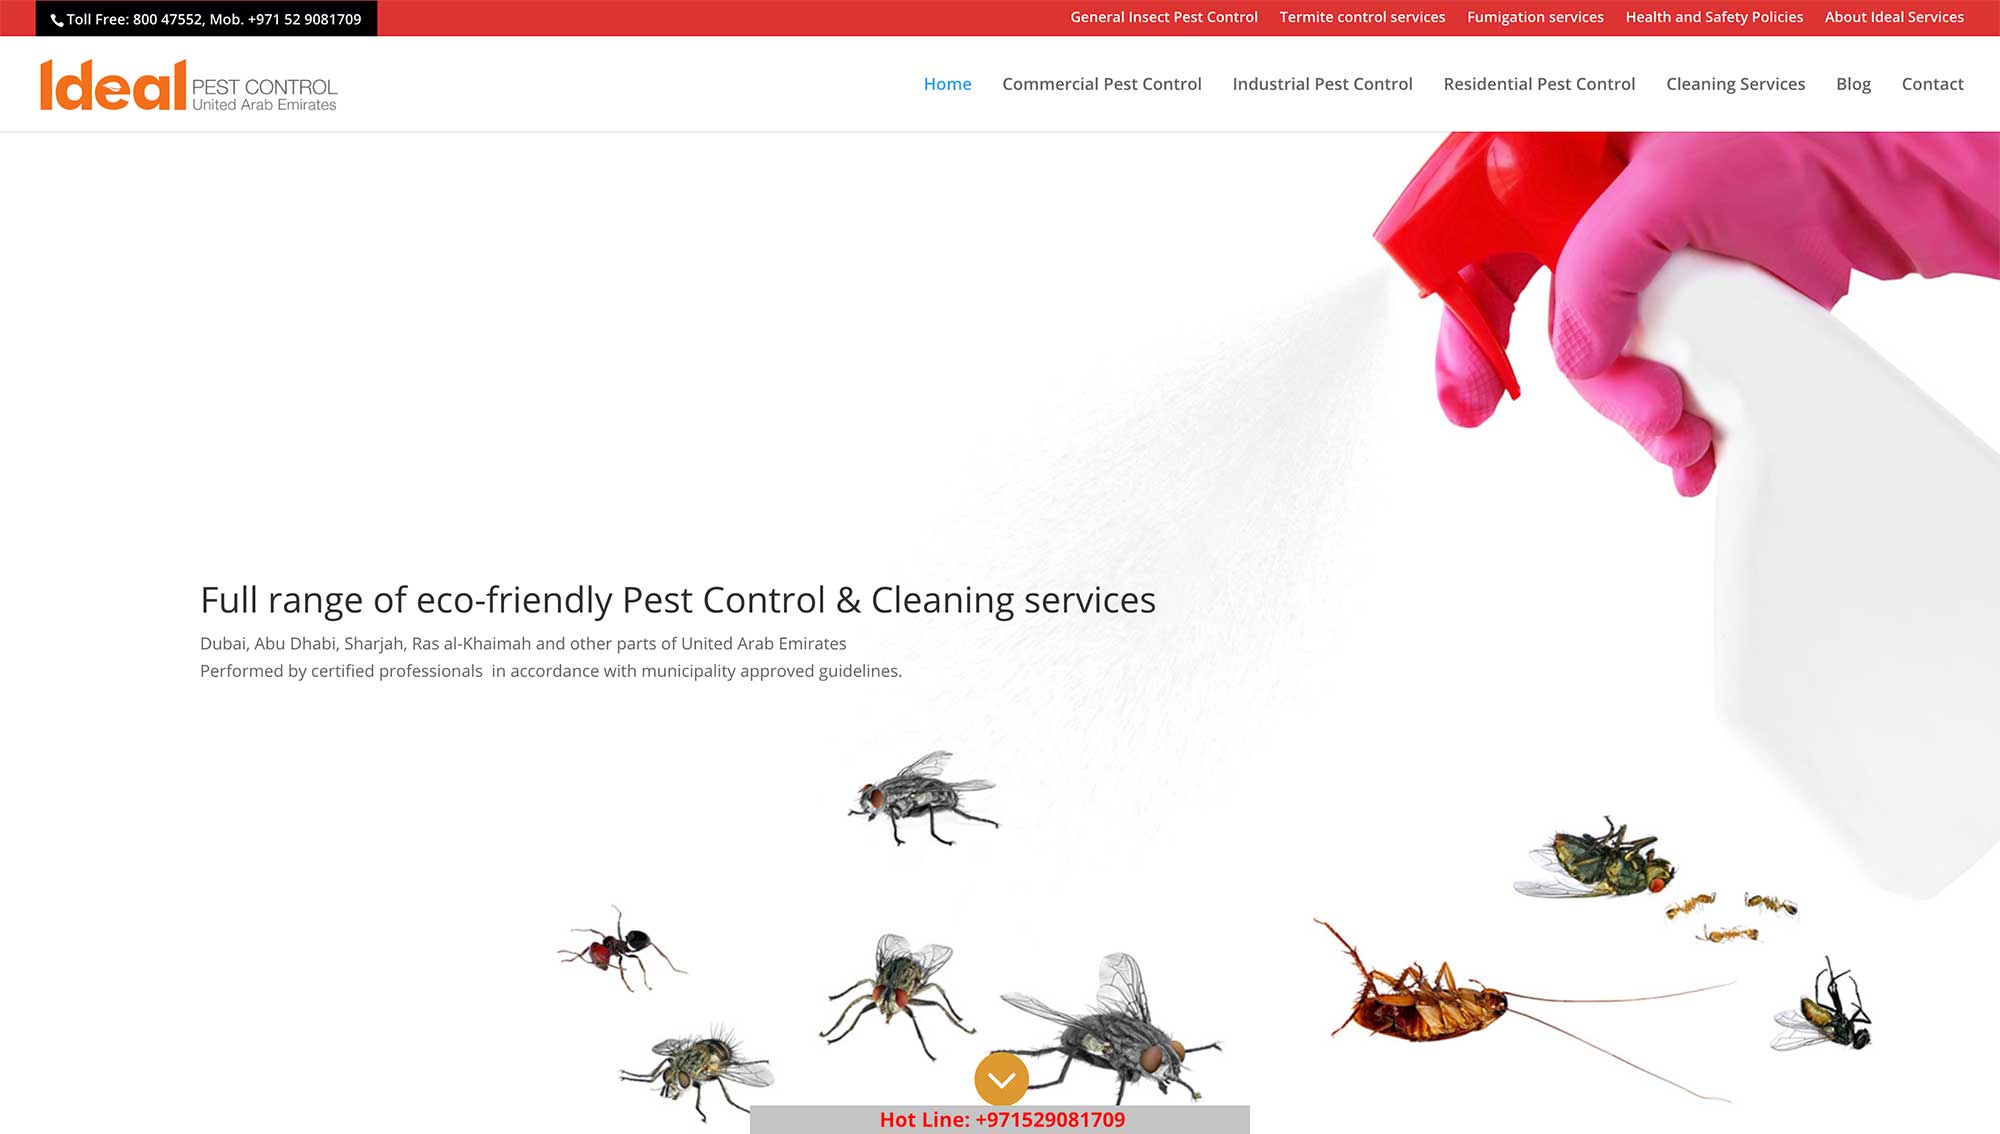 Toll Free: 800 47552, Mob. +971 52 9081709
General Insect Pest Control Termite control services Fumigation services Health and Safety Policies About Ideal Services
Ideal PEST CONTROL
United Arab Emirates
Home Commercial Pest Control Industrial Pest Control Residential Pest Control Cleaning Services Blog Contact
Full range of eco-friendly Pest Control & Cleaning services
Dubai, Abu Dhabi, Sharjah, Ras al-Khaimah and other parts of United Arab Emirates
Performed by certified professionals  in accordance with municipality approved guidelines.
Hot Line: +971529081709